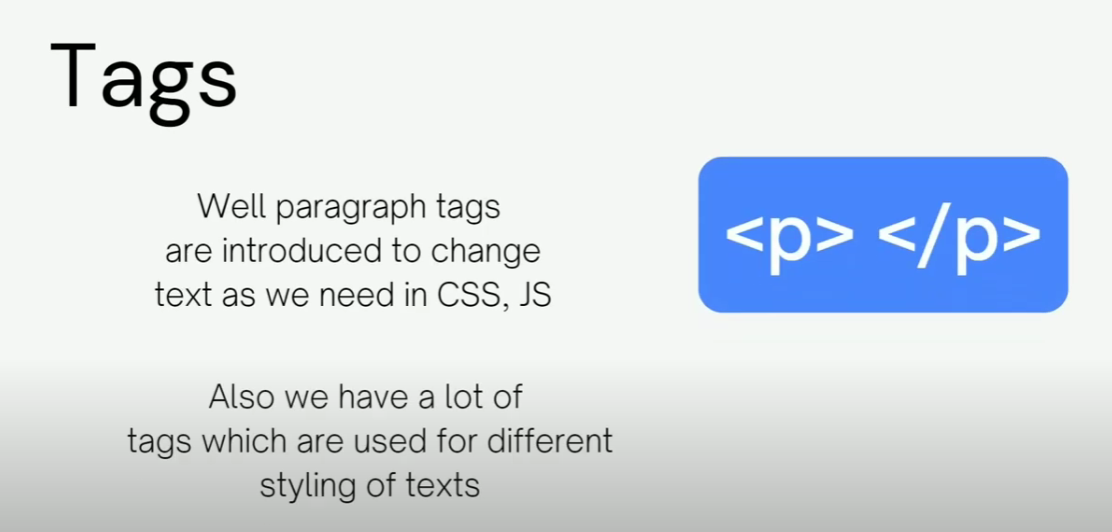 Tags
Well paragraph tags
are introduced to change
text as we need in CSS, JS
<p> </p>
Also we have a lot of
tags which are used for different
styling of texts